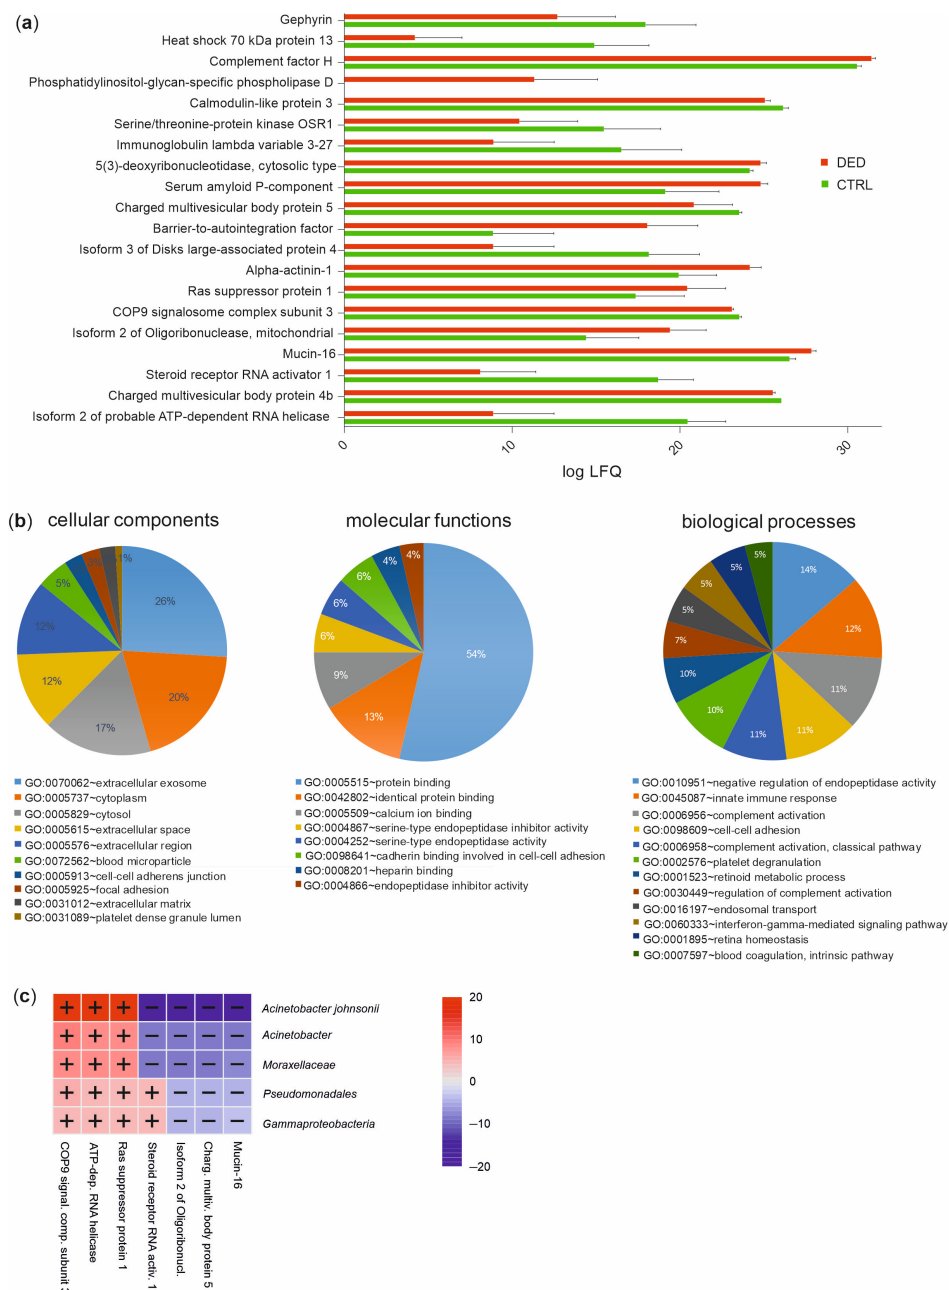 (a)
Gephyrin
Heat shock 70 kDa protein 13
Complement factor H
Phosphatidylinositol-glycan-specific phospholipase D
Calmodulin-like protein 3
Serine/threonine-protein kinase OSR1
Immunoglobulin lambda variable 3-27
5(3)-deoxyribonucleotidase, cytosolic type
Serum amyloid P-component
Charged multivesicular body protein 5
Barrier-to-autointegration factor
Isoform 3 of Disks large-associated protein 4
Alpha-actinin-1
Ras suppressor protein 1
COP9 signalosome complex subunit 3
Isoform 2 of Oligoribonuclease, mitochondrial
Mucin-16
Steroid receptor RNA activator 1
Charged multivesicular body protein 4b
Isoform 2 of probable ATP-dependent RNA helicase
DED
CTRL
0 10 20 30
log LFQ
(b)
cellular components
26%
20%
17%
12%
12%
5%
1%
GO:0070062~extracellular exosome
GO:0005737~cytoplasm
GO:0005829~cytosol
GO:0005615~extracellular space
GO:0005576~extracellular region
GO:0072562~blood microparticle
GO:0005913~cell-cell adherens junction
GO:0005925~focal adhesion
GO:0031012~extracellular matrix
GO:0031089~platelet dense granule lumen
molecular functions
54%
13%
9%
6%
6%
6%
4%
4%
GO:0005515~protein binding
GO:0042802~identical protein binding
GO:0005509~calcium ion binding
GO:0004867~serine-type endopeptidase inhibitor activity
GO:0004252~serine-type endopeptidase activity
GO:0098641~cadherin binding involved in cell-cell adhesion
GO:0008201~heparin binding
GO:0004866~endopeptidase inhibitor activity
biological processes
14%
12%
11%
11%
11%
10%
10%
7%
5%
5%
5%
5%
GO:0010951~negative regulation of endopeptidase activity
GO:0045087~innate immune response
GO:0006956~complement activation
GO:0098609~cell-cell adhesion
GO:0006958~complement activation, classical pathway
GO:0002576~platelet degranulation
GO:0001523~retinoid metabolic process
GO:0030449~regulation of complement activation
GO:0016197~endosomal transport
GO:0060333~interferon-gamma-mediated signaling pathway
GO:0001895~retina homeostasis
GO:0007597~blood coagulation, intrinsic pathway
(c)
+ + + − − − − Acinetobacter johnsonii
+ + + − − − − Acinetobacter
+ + + − − − − Moraxellaceae
+ + + + − − − Pseudomonadales
+ + + + − − − Gammaproteobacteria
COP9 signal. comp. subunit
ATP-dep. RNA helicase
Ras suppressor protein 1
Steroid receptor RNA activ. 1
Isoform 2 of Oligoribonucl.
Charg. multiv. body protein 5
Mucin-16
20
10
0
−10
−20